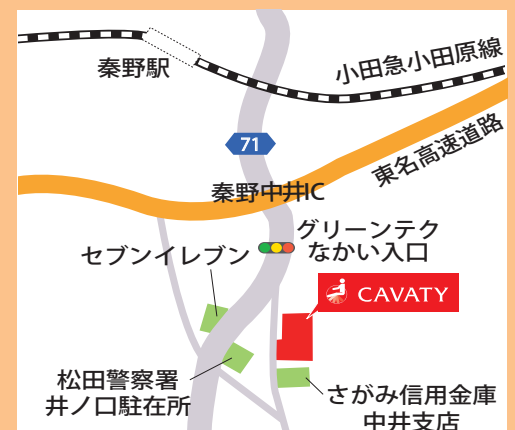 秦野駅
小田急小田原線
71
東名高速道路
秦野中井IC
グリーンテク
なかい入口
セブンイレブン
CAVATY
松田警察署
井ノ口駐在所
さがみ信用金庫
中井支店